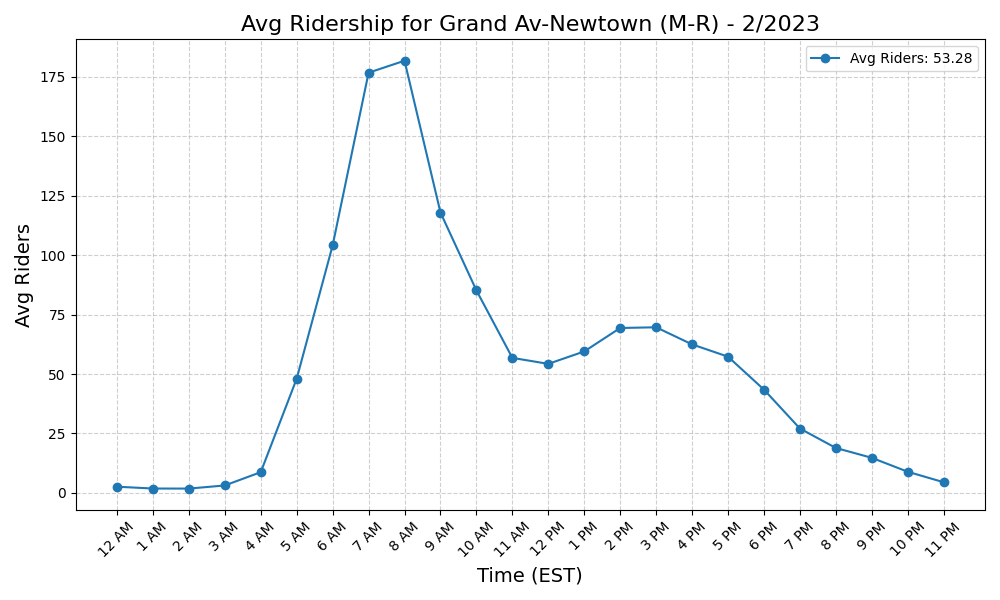 Avg Ridership for Grand Av-Newtown (M-R) - 2/2023
Avg Riders: 53.28
175
150
125
100
75
50
25
0
Avg Riders
12 AM
1 AM
2 AM
3 AM
4 AM
5 AM
6 AM
7 AM
8 AM
9 AM
10 AM
11 AM
12 PM
1 PM
2 PM
3 PM
4 PM
5 PM
6 PM
7 PM
8 PM
9 PM
10 PM
11 PM
Time (EST)